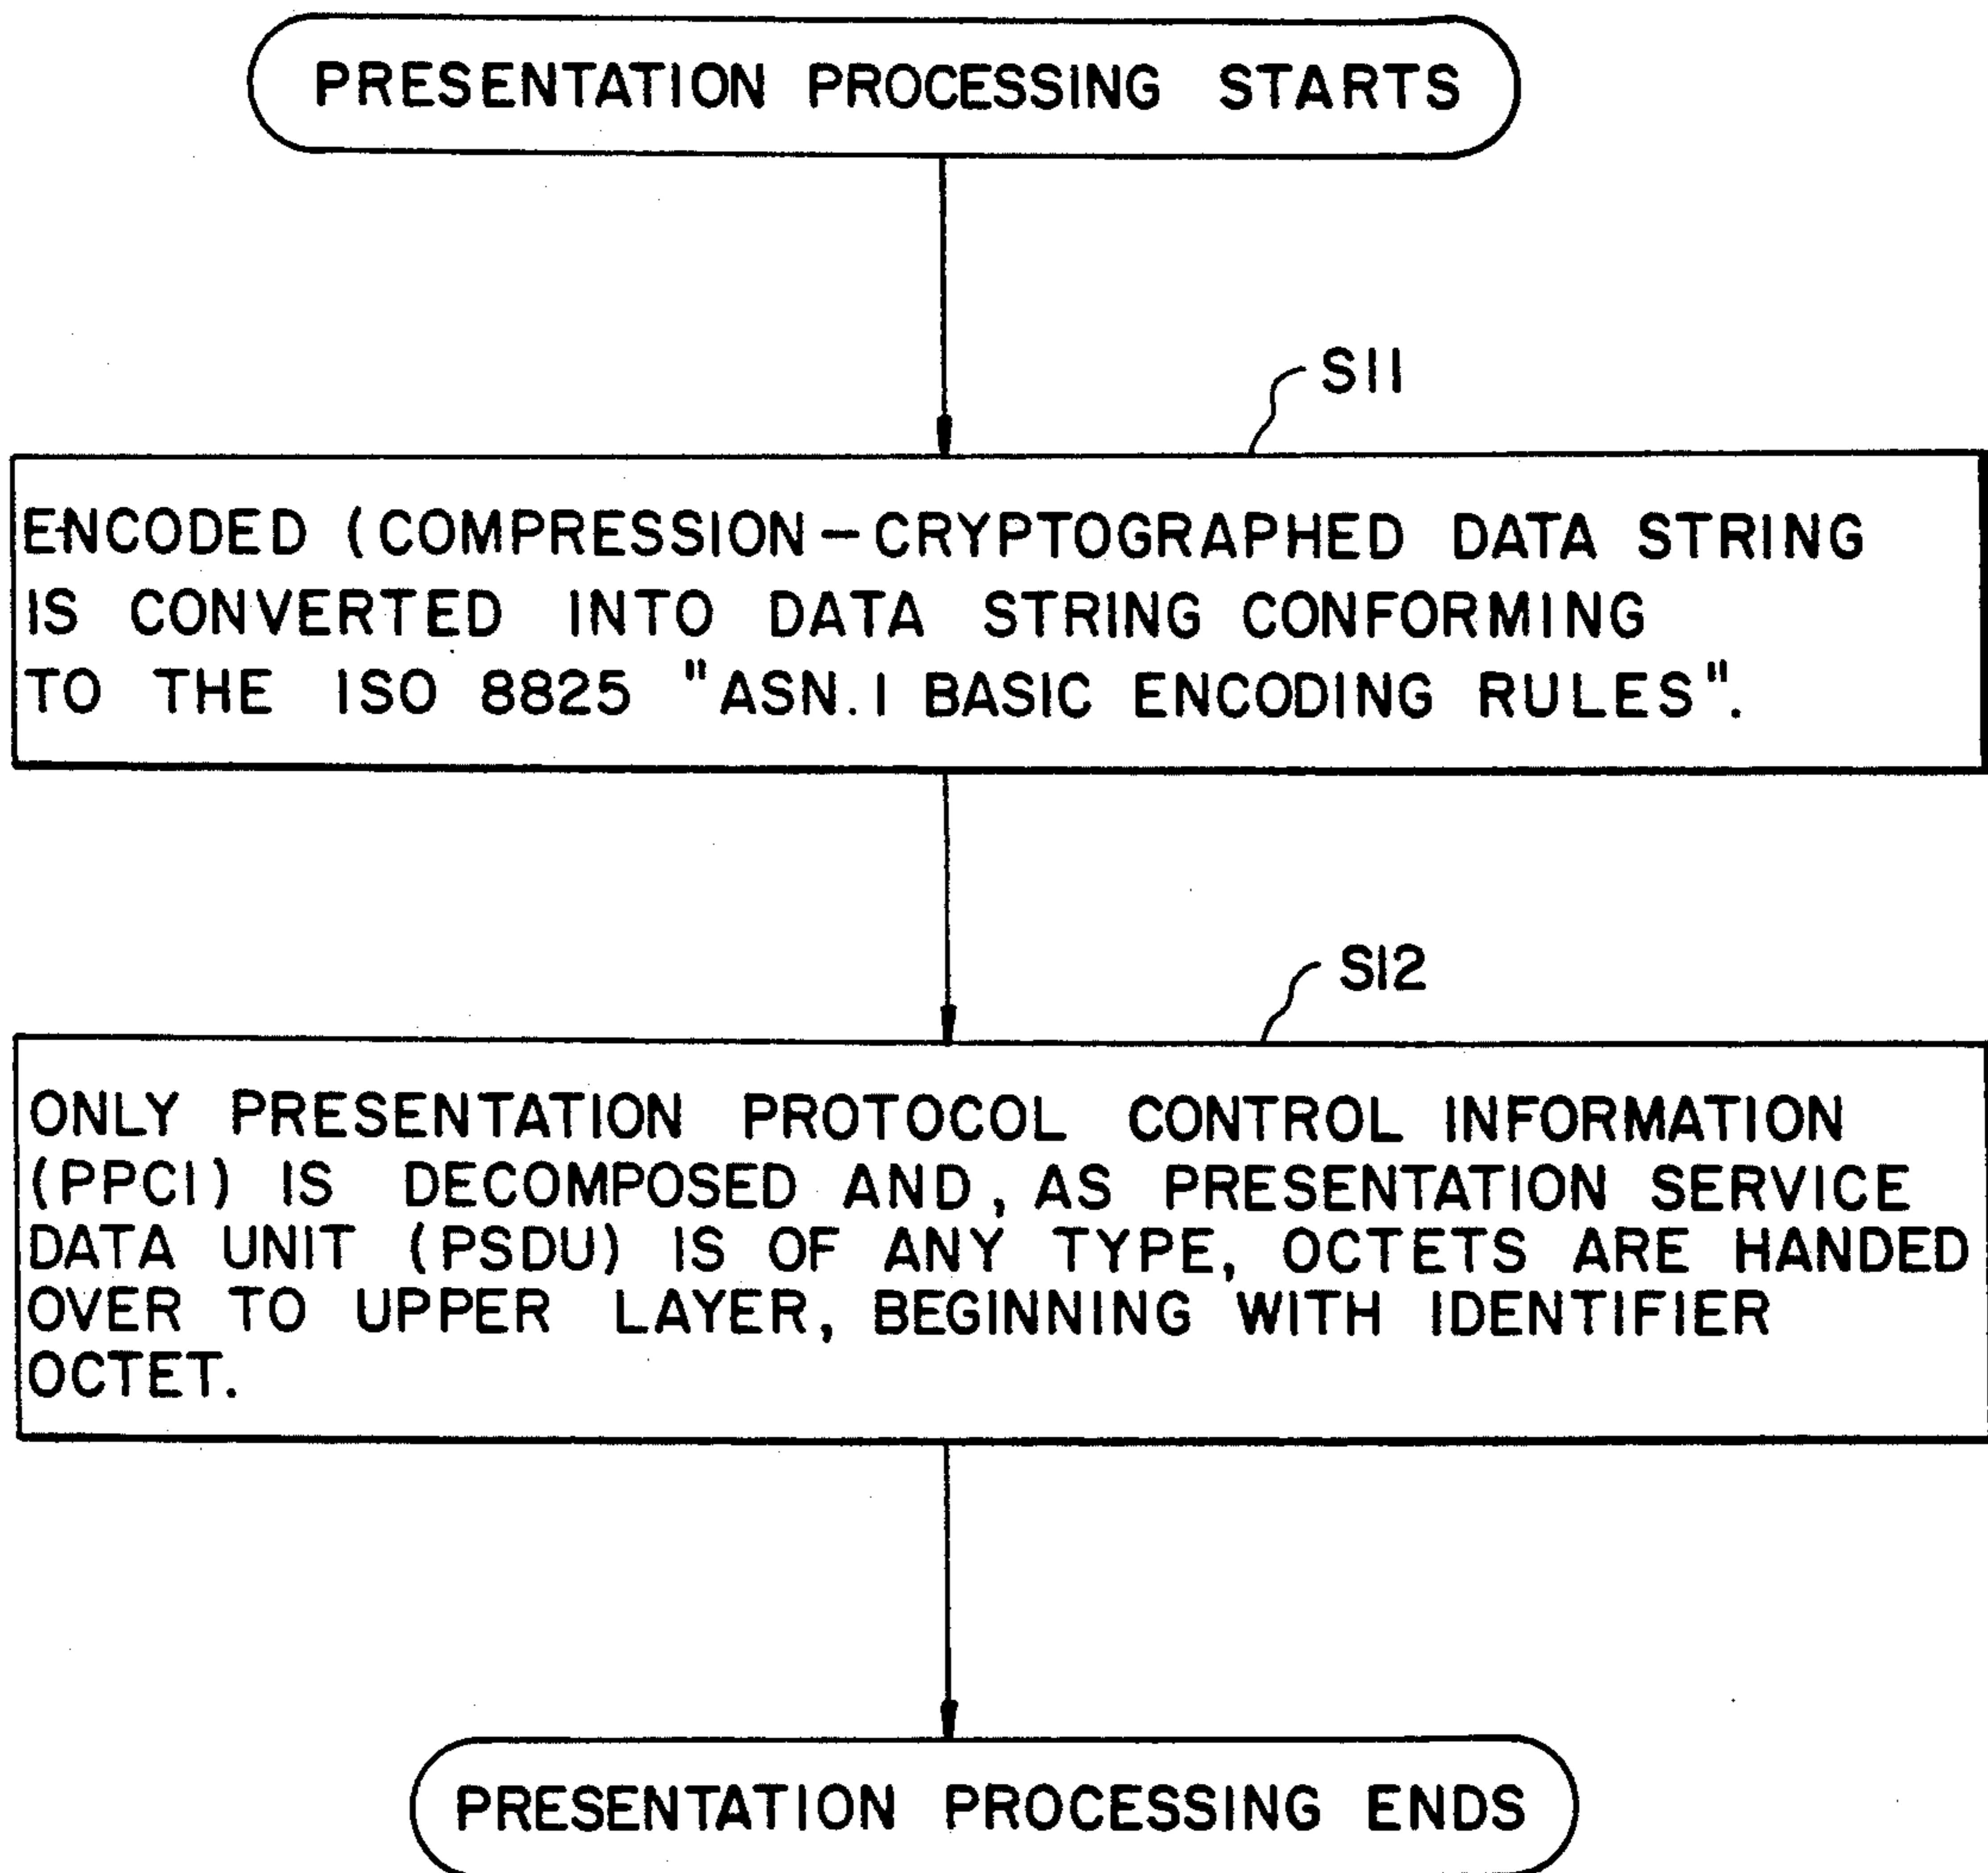 PRESENTATION PROCESSING STARTS
S11
ENCODED (COMPRESSION-CRYPTOGRAPHED DATA STRING
IS CONVERTED INTO DATA STRING CONFORMING
TO THE ISO 8825 "ASN.1 BASIC ENCODING RULES".
S12
ONLY PRESENTATION PROTOCOL CONTROL INFORMATION
(PPCI) IS DECOMPOSED AND, AS PRESENTATION SERVICE
DATA UNIT (PSDU) IS OF ANY TYPE, OCTETS ARE HANDED
OVER TO UPPER LAYER, BEGINNING WITH IDENTIFIER
OCTET.
PRESENTATION PROCESSING ENDS